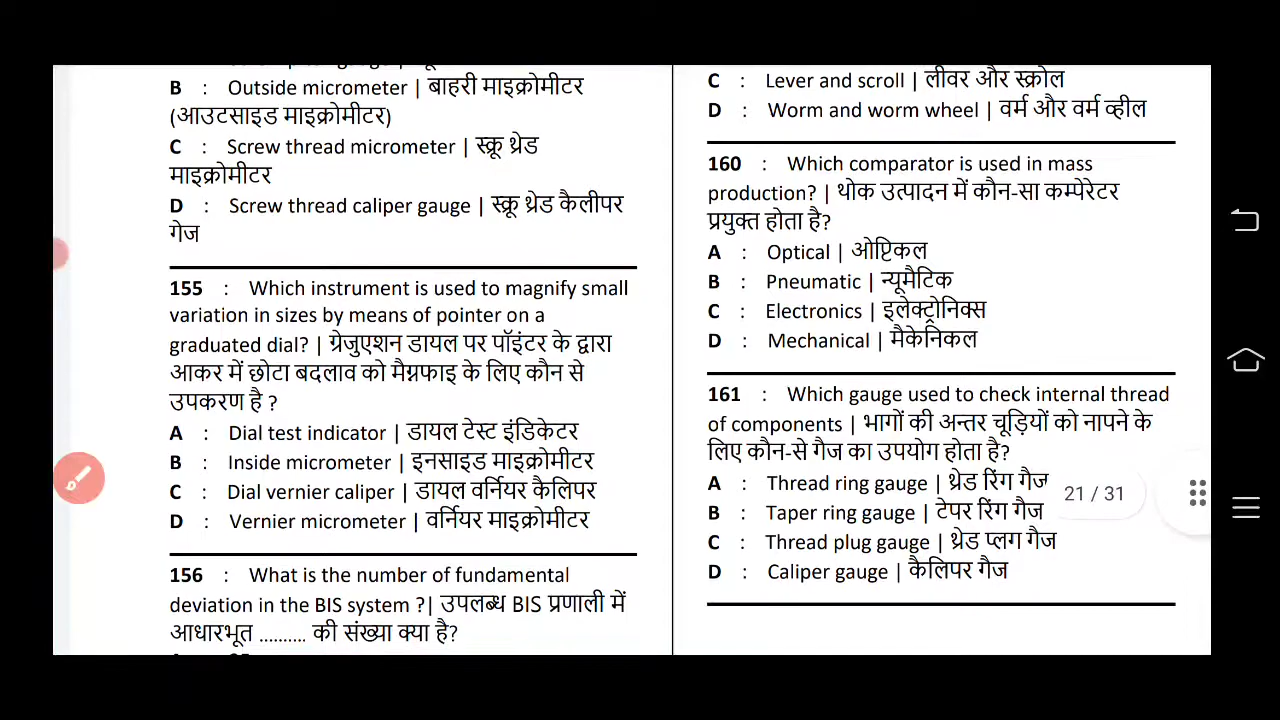 B : Outside micrometer | बाहरी माइक्रोमीटर
(आउटसाइड माइक्रोमीटर)
C : Screw thread micrometer | स्क्रू थ्रेड
माइक्रोमीटर
D : Screw thread caliper gauge | स्क्रू थ्रेड कैलीपर
गेज
155 : Which instrument is used to magnify small
variation in sizes by means of pointer on a
graduated dial? | ग्रेजुएशन डायल पर पॉइंटर के द्वारा
आकर में छोटा बदलाव को मैग्नफाइ के लिए कौन से
उपकरण है ?
A : Dial test indicator | डायल टेस्ट इंडिकेटर
B : Inside micrometer | इनसाइड माइक्रोमीटर
C : Dial vernier caliper | डायल वर्नियर कैलिपर
D : Vernier micrometer | वर्नियर माइक्रोमीटर
156 : What is the number of fundamental
deviation in the BIS system ?| उपलब्ध BIS प्रणाली में
आधारभूत .......... की संख्या क्या है?
C : Lever and scroll | लीवर और स्क्रोल
D : Worm and worm wheel | वर्म और वर्म व्हील
160 : Which comparator is used in mass
production? | थोक उत्पादन में कौन-सा कम्पेरेटर
प्रयुक्त होता है?
A : Optical | ओप्टिकल
B : Pneumatic | न्यूमैटिक
C : Electronics | इलेक्ट्रोनिक्स
D : Mechanical | मैकेनिकल
161 : Which gauge used to check internal thread
of components | भागों की अन्तर चूड़ियों को नापने के
लिए कौन-से गैज का उपयोग होता है?
A : Thread ring gauge | थ्रेड रिंग गैज
B : Taper ring gauge | टेपर रिंग गैज
C : Thread plug gauge | थ्रेड प्लग गैज
D : Caliper gauge | कैलिपर गैज
21 / 31